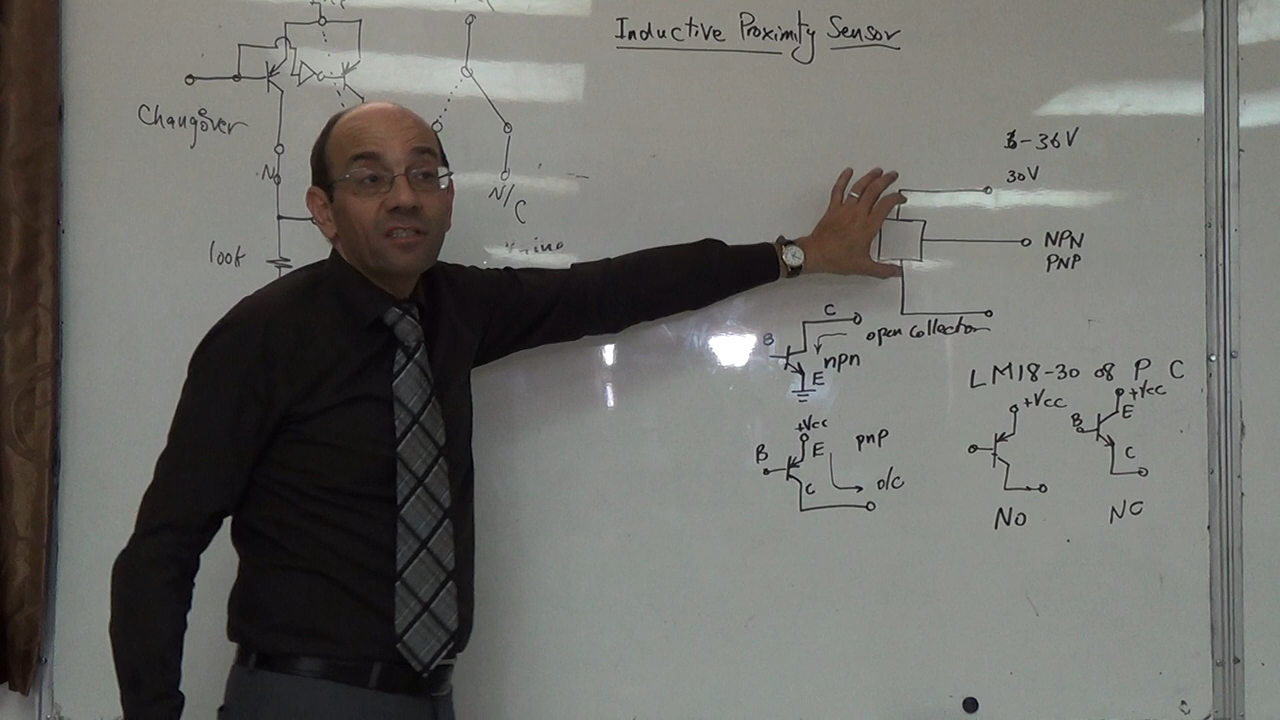 Inductive Proximity Sensor
Changover
N/C
100k
6-36V
30V
NPN
PNP
C
B
open collector
npn
E
LM18-30 08 P C
+Vcc
+Vcc
B
E
C
NO
NC
+Vcc
B
E
pnp
C
o/c